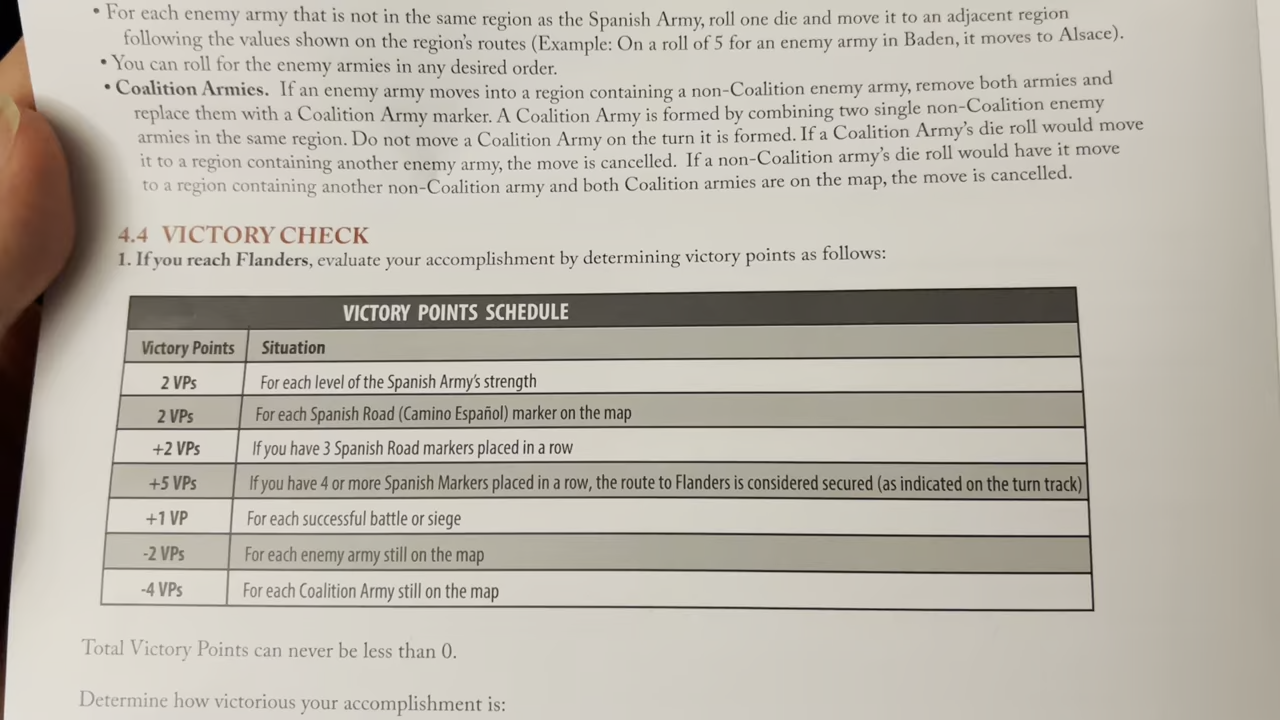 • For each enemy army that is not in the same region as the Spanish Army, roll one die and move it to an adjacent region
following the values shown on the region's routes (Example: On a roll of 5 for an enemy army in Baden, it moves to Alsace).
• You can roll for the enemy armies in any desired order.
• Coalition Armies. If an enemy army moves into a region containing a non-Coalition enemy army, remove both armies and
replace them with a Coalition Army marker. A Coalition Army is formed by combining two single non-Coalition enemy
armies in the same region. Do not move a Coalition Army on the turn it is formed. If a Coalition Army's die roll would move
it to a region containing another enemy army, the move is cancelled. If a non-Coalition army's die roll would have it move
to a region containing another non-Coalition army and both Coalition armies are on the map, the move is cancelled.
4.4 VICTORY CHECK
1. If you reach Flanders, evaluate your accomplishment by determining victory points as follows:
VICTORY POINTS SCHEDULE
Victory Points Situation
2 VPs For each level of the Spanish Army's strength
2 VPs For each Spanish Road (Camino Español) marker on the map
+2 VPs If you have 3 Spanish Road markers placed in a row
+5 VPs If you have 4 or more Spanish Markers placed in a row, the route to Flanders is considered secured (as indicated on the turn track)
+1 VP For each successful battle or siege
-2 VPs For each enemy army still on the map
-4 VPs For each Coalition Army still on the map
Total Victory Points can never be less than 0.
Determine how victorious your accomplishment is: